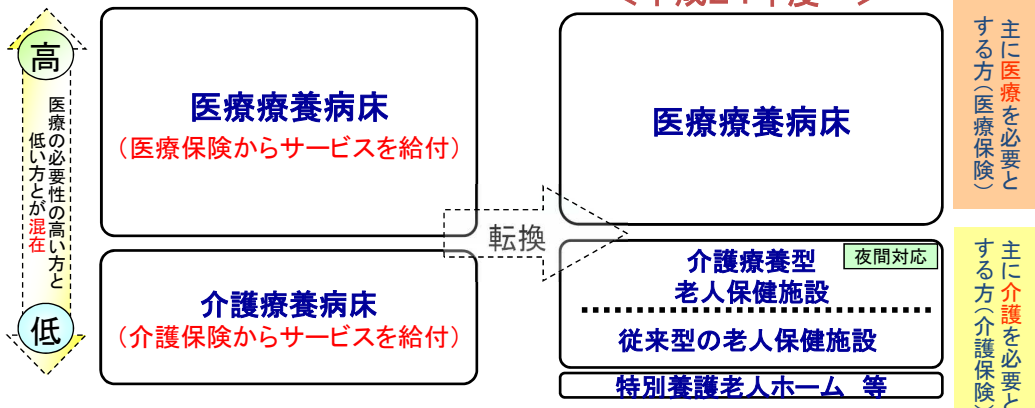 高
医療の必要性の高い方と
低い方とが混在
低
医療療養病床
（医療保険からサービスを給付）
介護療養病床
（介護保険からサービスを給付）
転換
医療療養病床
介護療養型
老人保健施設
夜間対応
従来型の老人保健施設
特別養護老人ホーム 等
主に医療を必要と
する方（医療保険）
主に介護を必要と
する方（介護保険）